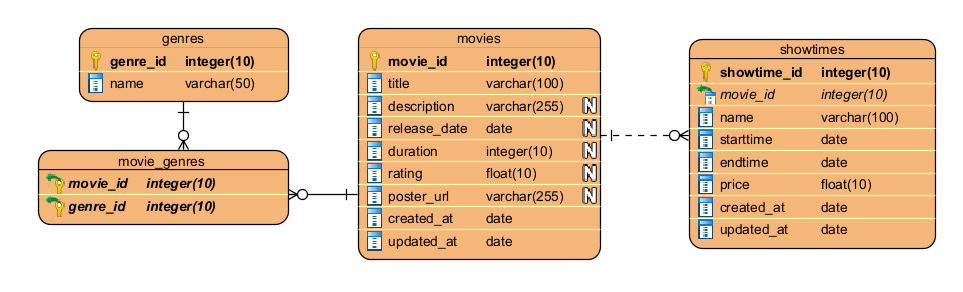 genres
genre_id integer(10)
name varchar(50)
movie_genres
movie_id integer(10)
genre_id integer(10)
movies
movie_id integer(10)
title varchar(100)
description varchar(255) N
release_date date N
duration integer(10) N
rating float(10) N
poster_url varchar(255) N
created_at date
updated_at date
showtimes
showtime_id integer(10)
movie_id integer(10)
name varchar(100)
starttime date
endtime date
price float(10)
created_at date
updated_at date